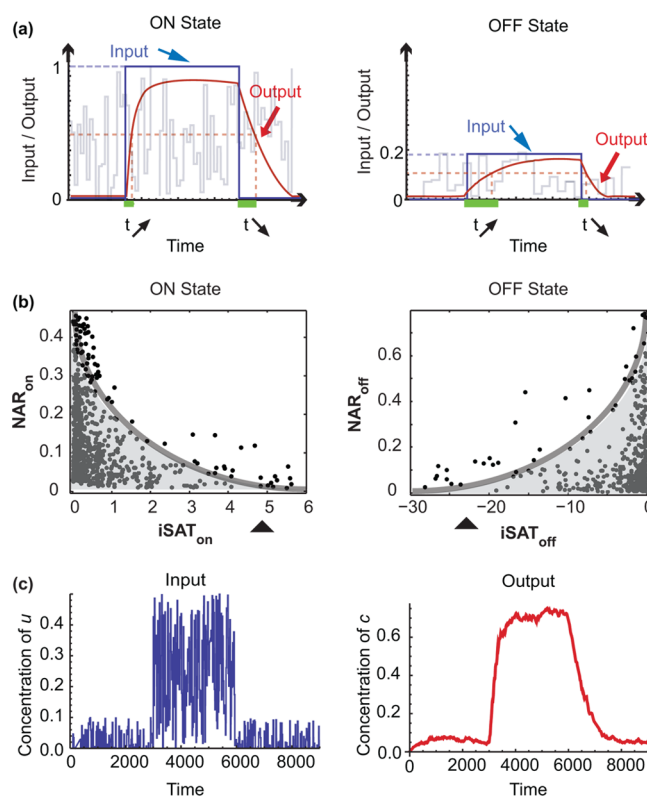 (a)
ON State
Input
Output
Input / Output
1
0
t
t
Time
OFF State
Input
Output
Input / Output
0.2
0
t
t
Time
(b)
ON State
NAR_on
0.4
0.3
0.2
0.1
0
0 1 2 3 4 5 6
iSAT_on
OFF State
NAR_off
0.8
0.6
0.4
0.2
0
−30 −20 −10 0
iSAT_off
(c)
Input
Concentration of u
0.4
0.3
0.2
0.1
0.0
0 2000 4000 6000 8000
Time
Output
Concentration of c
0.6
0.4
0.2
0.0
0 2000 4000 6000 8000
Time